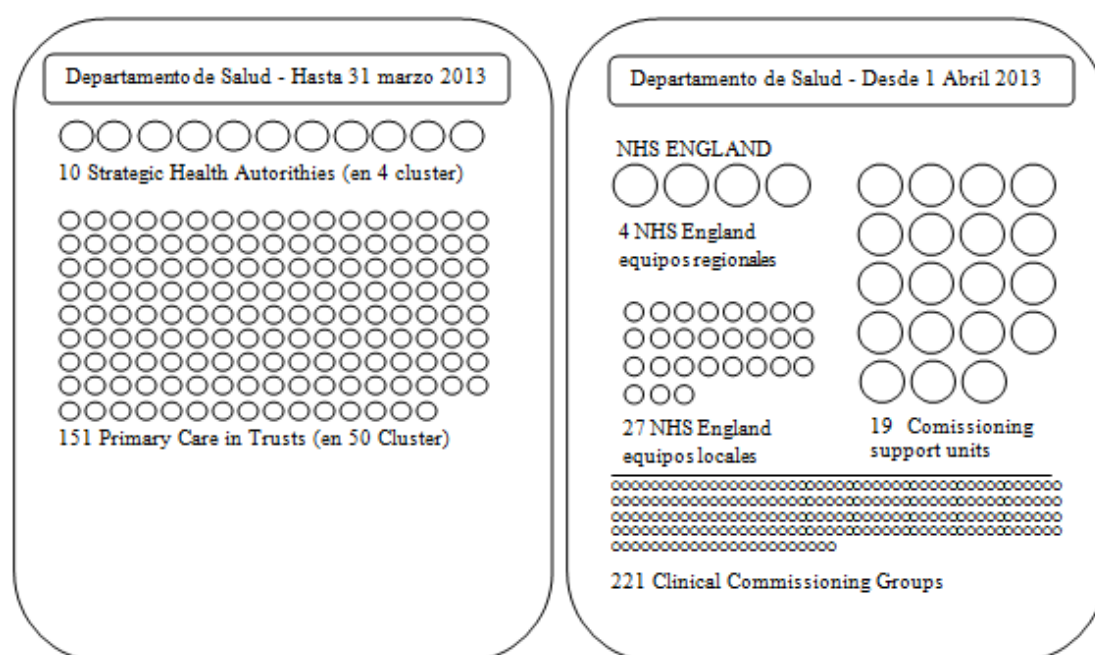 Departamento de Salud - Hasta 31 marzo 2013
10 Strategic Health Autorithies (en 4 cluster)
151 Primary Care in Trusts (en 50 Cluster)
Departamento de Salud - Desde 1 Abril 2013
NHS ENGLAND
4 NHS England
equipos regionales
27 NHS England
equipos locales
19 Comissioning
support units
221 Clinical Commissioning Groups